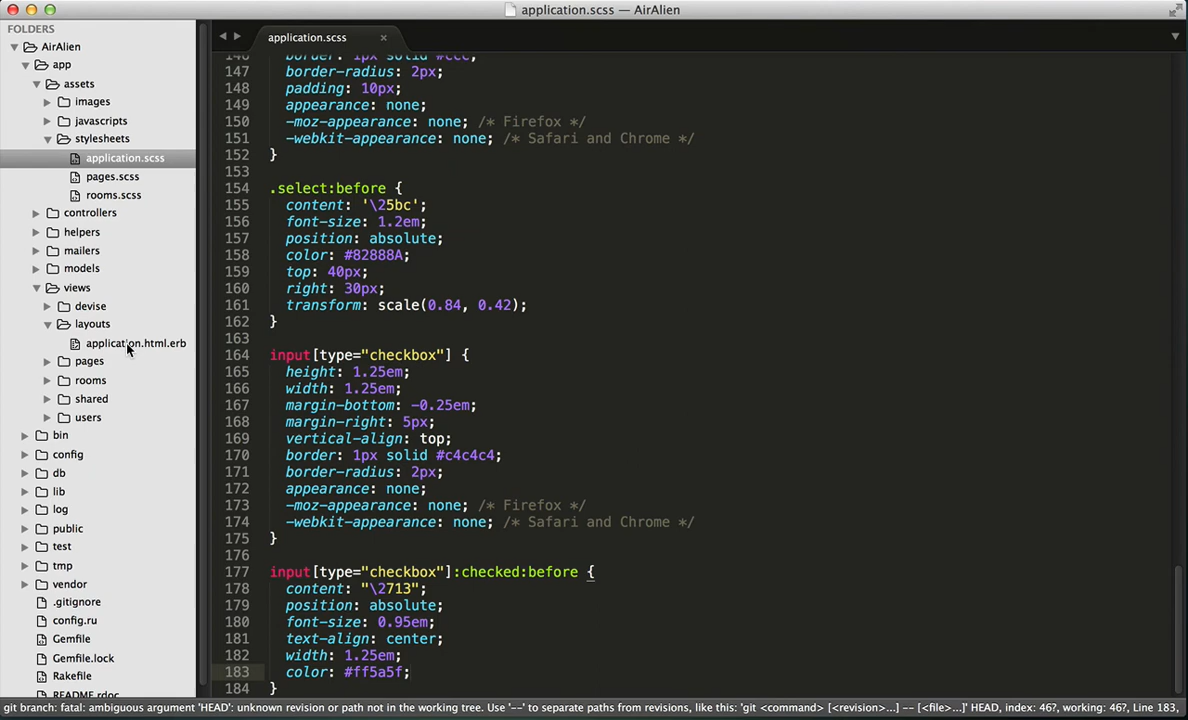 application.scss — AirAlien
FOLDERS
AirAlien
app
assets
images
javascripts
stylesheets
application.scss
pages.scss
rooms.scss
controllers
helpers
mailers
models
views
devise
layouts
application.html.erb
pages
rooms
shared
users
bin
config
db
lib
log
public
test
tmp
vendor
.gitignore
config.ru
Gemfile
Gemfile.lock
Rakefile
README.rdoc
application.scss ×
146 border: 1px solid #ccc;
147 border-radius: 2px;
148 padding: 10px;
149 appearance: none;
150 -moz-appearance: none; /* Firefox */
151 -webkit-appearance: none; /* Safari and Chrome */
152 }
153
154 .select:before {
155 content: '\25bc';
156 font-size: 1.2em;
157 position: absolute;
158 color: #82888A;
159 top: 40px;
160 right: 30px;
161 transform: scale(0.84, 0.42);
162 }
163
164 input[type="checkbox"] {
165 height: 1.25em;
166 width: 1.25em;
167 margin-bottom: -0.25em;
168 margin-right: 5px;
169 vertical-align: top;
170 border: 1px solid #c4c4c4;
171 border-radius: 2px;
172 appearance: none;
173 -moz-appearance: none; /* Firefox */
174 -webkit-appearance: none; /* Safari and Chrome */
175 }
176
177 input[type="checkbox"]:checked:before {
178 content: "\2713";
179 position: absolute;
180 font-size: 0.95em;
181 text-align: center;
182 width: 1.25em;
183 color: #ff5a5f;
184 }
git branch: fatal: ambiguous argument 'HEAD': unknown revision or path not in the working tree. Use '--' to separate paths from revisions, like this: 'git <command> [<revision>...] -- [<file>...]' HEAD, index: 46?, working: 46?, Line 183,